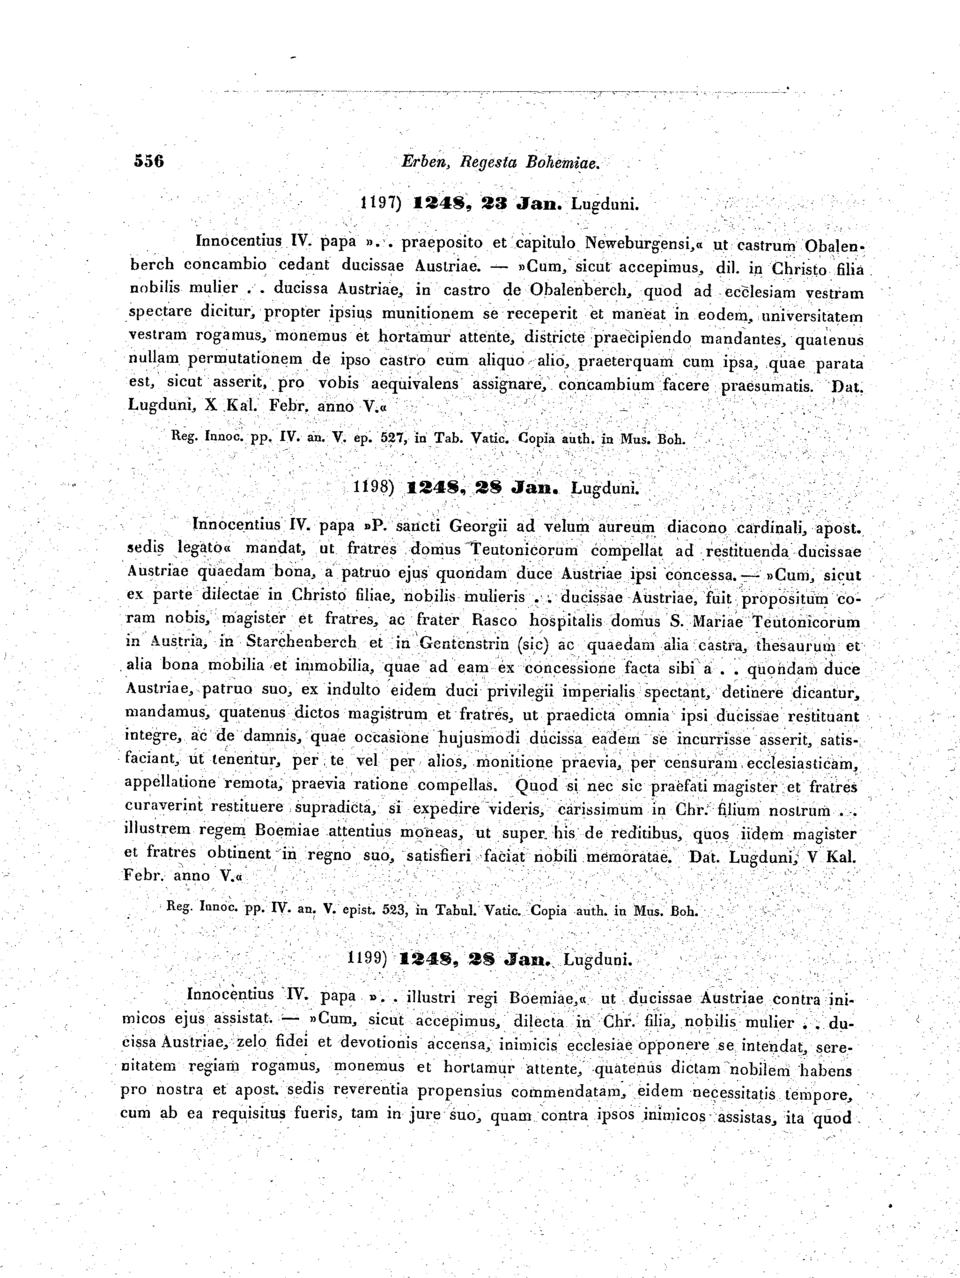 556 Erben, Regesta Bohemiae.
1197) 1248, 23 Jan. Lugduni.
Innocentius IV. papa ».. praeposito et capitulo Neweburgensi,« ut castrum Obalen-
berch concambio cedant ducissae Austriae. — »Cum, sicut accepimus, dil. in Christo filia
nobilis mulier . . ducissa Austriae, in castro de Obalenberch, quod ad ecclesiam vestram
spectare dicitur, propter ipsius munitionem se receperit et maneat in eodem, universitatem
vestram rogamus, monemus et hortamur attente, districte praecipiendo mandantes, quatenus
nullam permutationem de ipso castro cum aliquo alio, praeterquam cum ipsa, quae parata
est, sicut asserit, pro vobis aequivalens assignare, concambium facere praesumatis. Dat.
Lugduni, X Kal. Febr. anno V.«
Reg. Innoc. pp. IV. an. V. ep. 527, in Tab. Vatic. Copia auth. in Mus. Boh.
1198) 1248, 28 Jan. Lugduni.
Innocentius IV. papa »P. sancti Georgii ad velum aureum diacono cardinali, apost.
sedis legato« mandat, ut fratres domus Teutonicorum compellat ad restituenda ducissae
Austriae quaedam bona, a patruo ejus quondam duce Austriae ipsi concessa. — »Cum, sicut
ex parte dilectae in Christo filiae, nobilis mulieris . . ducissae Austriae, fuit propositum co-
ram nobis, magister et fratres, ac frater Rasco hospitalis domus S. Mariae Teutonicorum
in Austria, in Starchenberch et in Gentenstrin (sic) ac quaedam alia castra, thesaurum et
alia bona mobilia et immobilia, quae ad eam ex concessione facta sibi a . . quondam duce
Austriae, patruo suo, ex indulto eidem duci privilegii imperialis spectant, detinere dicantur,
mandamus, quatenus dictos magistrum et fratres, ut praedicta omnia ipsi ducissae restituant
integre, ac de damnis, quae occasione hujusmodi ducissa eadem se incurrisse asserit, satis-
faciant, ut tenentur, per te vel per alios, monitione praevia, per censuram ecclesiasticam,
appellatione remota, praevia ratione compellas. Quod si nec sic praefati magister et fratres
curaverint restituere supradicta, si expedire videris, carissimum in Chr. filium nostrum . .
illustrem regem Boemiae attentius moneas, ut super his de reditibus, quos iidem magister
et fratres obtinent in regno suo, satisfieri faciat nobili memoratae. Dat. Lugduni, V Kal.
Febr. anno V.«
Reg. Innoc. pp. IV. an. V. epist. 523, in Tabul. Vatic. Copia auth. in Mus. Boh.
1199) 1248, 28 Jan. Lugduni.
Innocentius IV. papa ».. illustri regi Boemiae,« ut ducissae Austriae contra ini-
micos ejus assistat. — »Cum, sicut accepimus, dilecta in Chr. filia, nobilis mulier . . du-
cissa Austriae, zelo fidei et devotionis accensa, inimicis ecclesiae opponere se intendat, sere-
nitatem regiam rogamus, monemus et hortamur attente, quatenus dictam nobilem habens
pro nostra et apost. sedis reverentia propensius commendatam, eidem necessitatis tempore,
cum ab ea requisitus fueris, tam in jure suo, quam contra ipsos inimicos assistas, ita quod